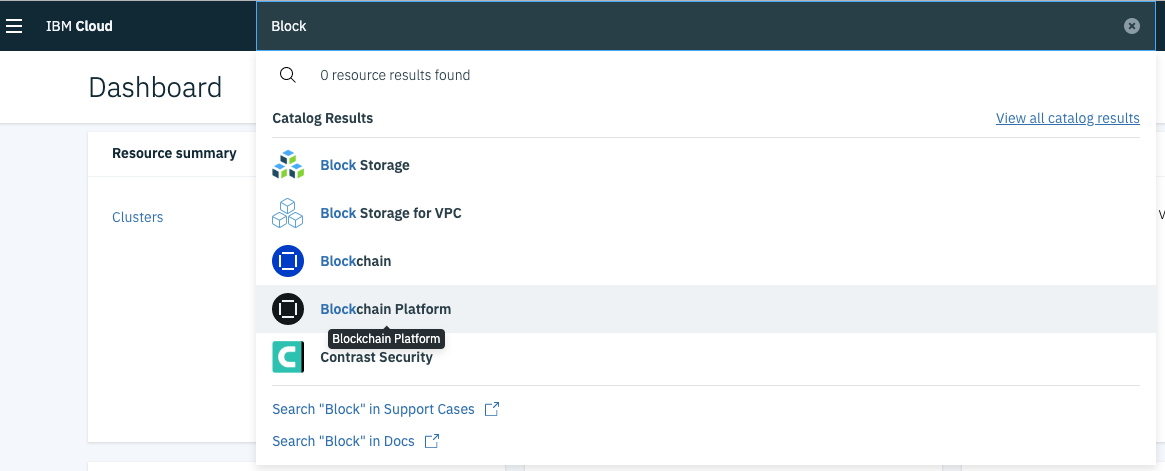 IBM Cloud
Block
Dashboard
0 resource results found
Catalog Results
View all catalog results
Resource summary
Block Storage
Clusters
Block Storage for VPC
Blockchain
Blockchain Platform
Blockchain Platform
Contrast Security
Search "Block" in Support Cases
Search "Block" in Docs